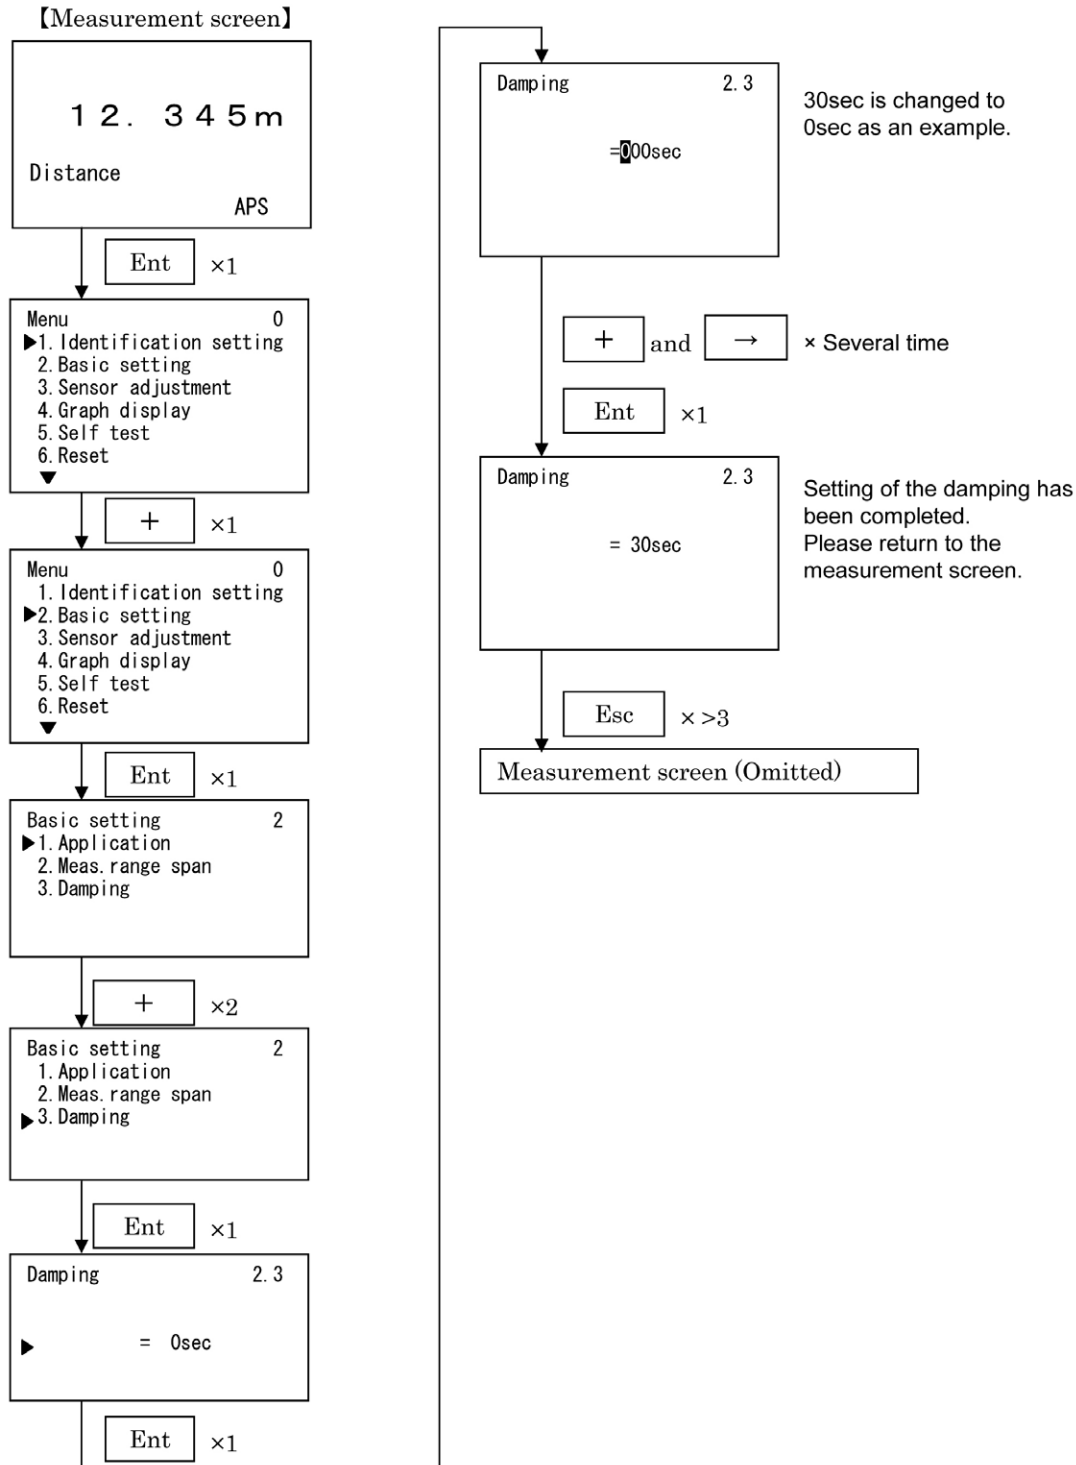 【Measurement screen】
12. 345m
Distance
APS
Ent ×1
Menu 0
▶1. Identification setting
2. Basic setting
3. Sensor adjustment
4. Graph display
5. Self test
6. Reset
▼
+ ×1
Menu 0
1. Identification setting
▶2. Basic setting
3. Sensor adjustment
4. Graph display
5. Self test
6. Reset
▼
Ent ×1
Basic setting 2
▶1. Application
2. Meas. range span
3. Damping
+ ×2
Basic setting 2
1. Application
2. Meas. range span
▶3. Damping
Ent ×1
Damping 2.3
▶ = 0sec
Ent ×1
Damping 2.3
=000sec
30sec is changed to
0sec as an example.
+ and → × Several time
Ent ×1
Damping 2.3
= 30sec
Setting of the damping has
been completed.
Please return to the
measurement screen.
Esc × >3
Measurement screen (Omitted)